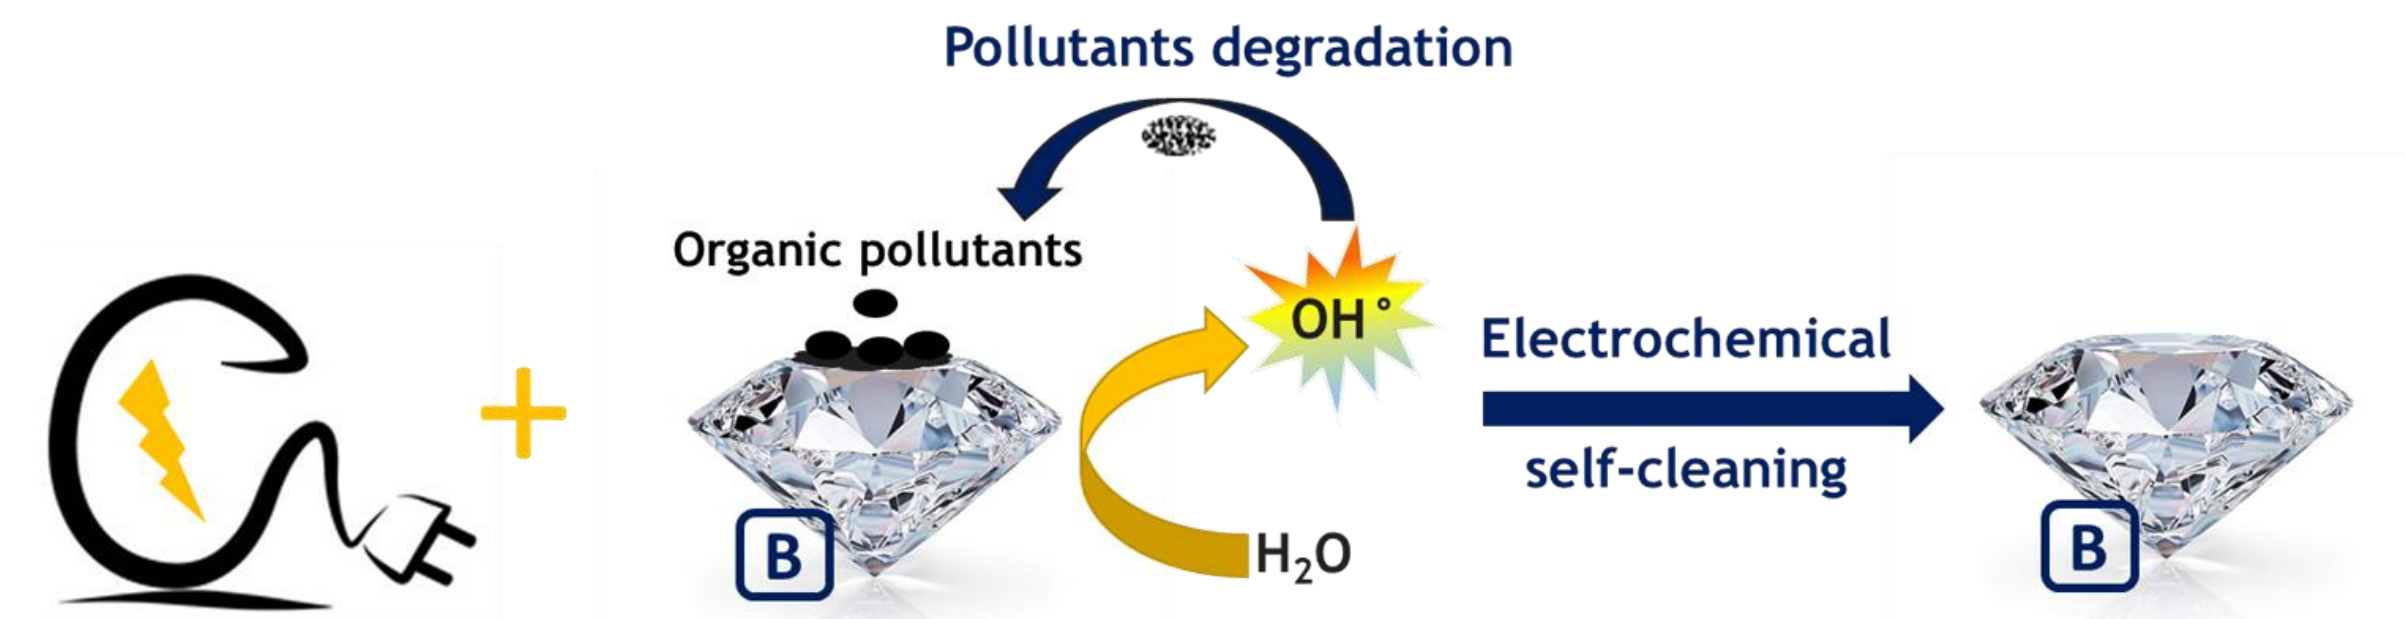 Pollutants degradation
Organic pollutants
OH°
Electrochemical
self-cleaning
B
H₂O
B